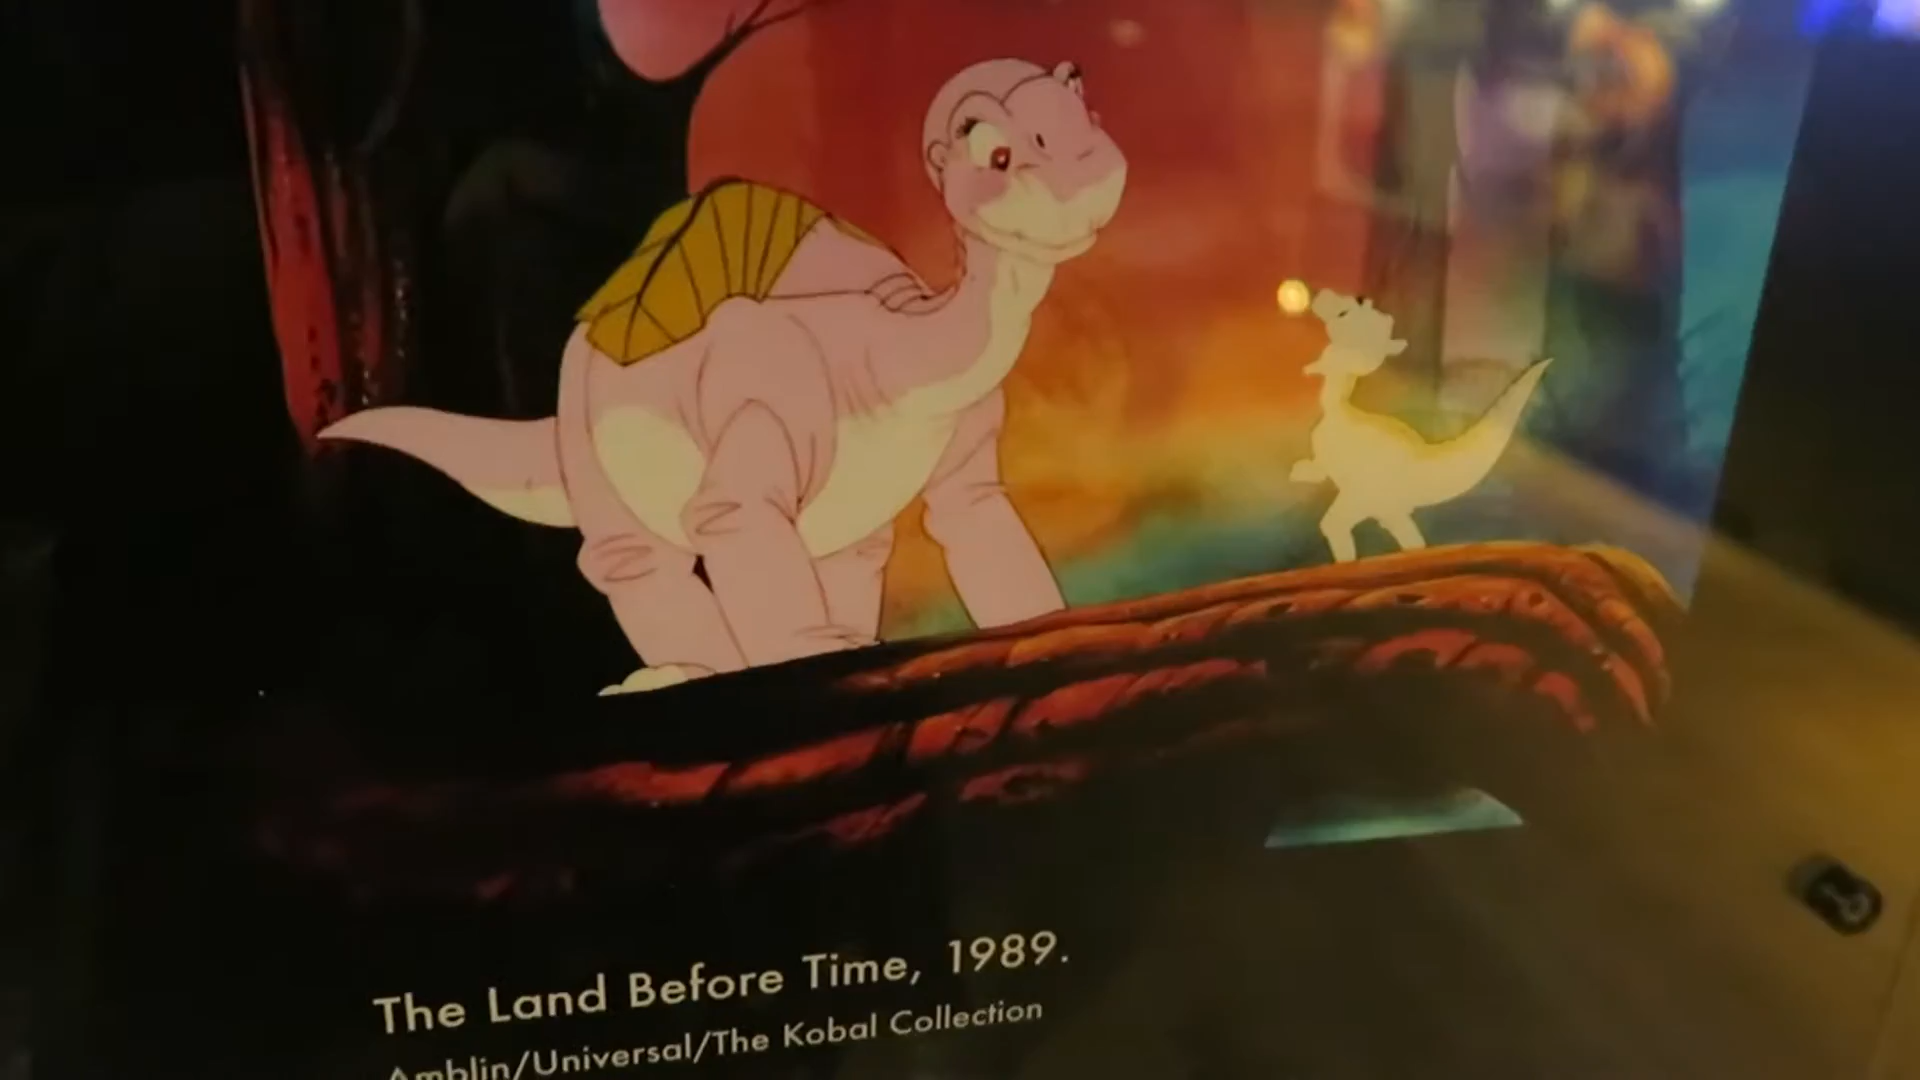 The Land Before Time, 1989.
Amblin/Universal/The Kobal Collection